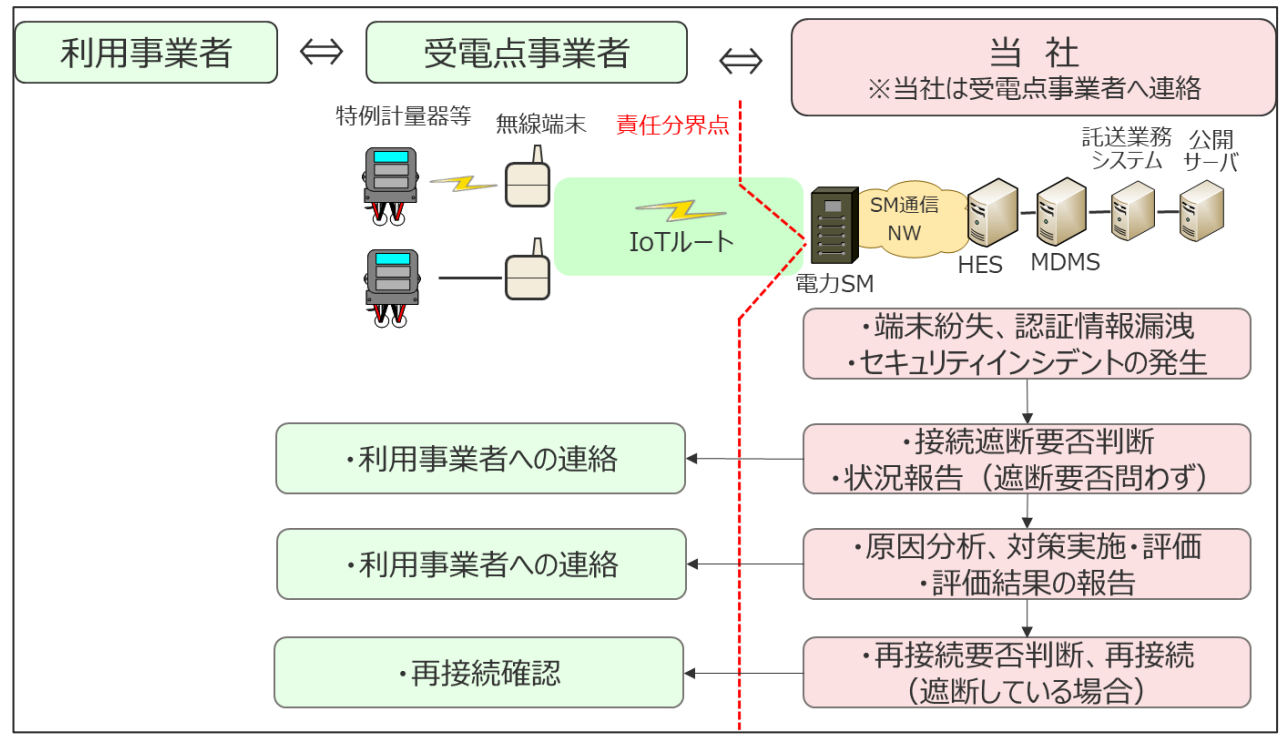 利用事業者
⇔
受電点事業者
⇔
当 社
※当社は受電点事業者へ連絡
特例計量器等
無線端末
責任分界点
託送業務
システム
公開
サーバ
IoTルート
SM通信
NW
電力SM
HES
MDMS
・端末紛失、認証情報漏洩
・セキュリティインシデントの発生
・利用事業者への連絡
・接続遮断要否判断
・状況報告（遮断要否問わず）
・利用事業者への連絡
・原因分析、対策実施・評価
・評価結果の報告
・再接続確認
・再接続要否判断、再接続
（遮断している場合）